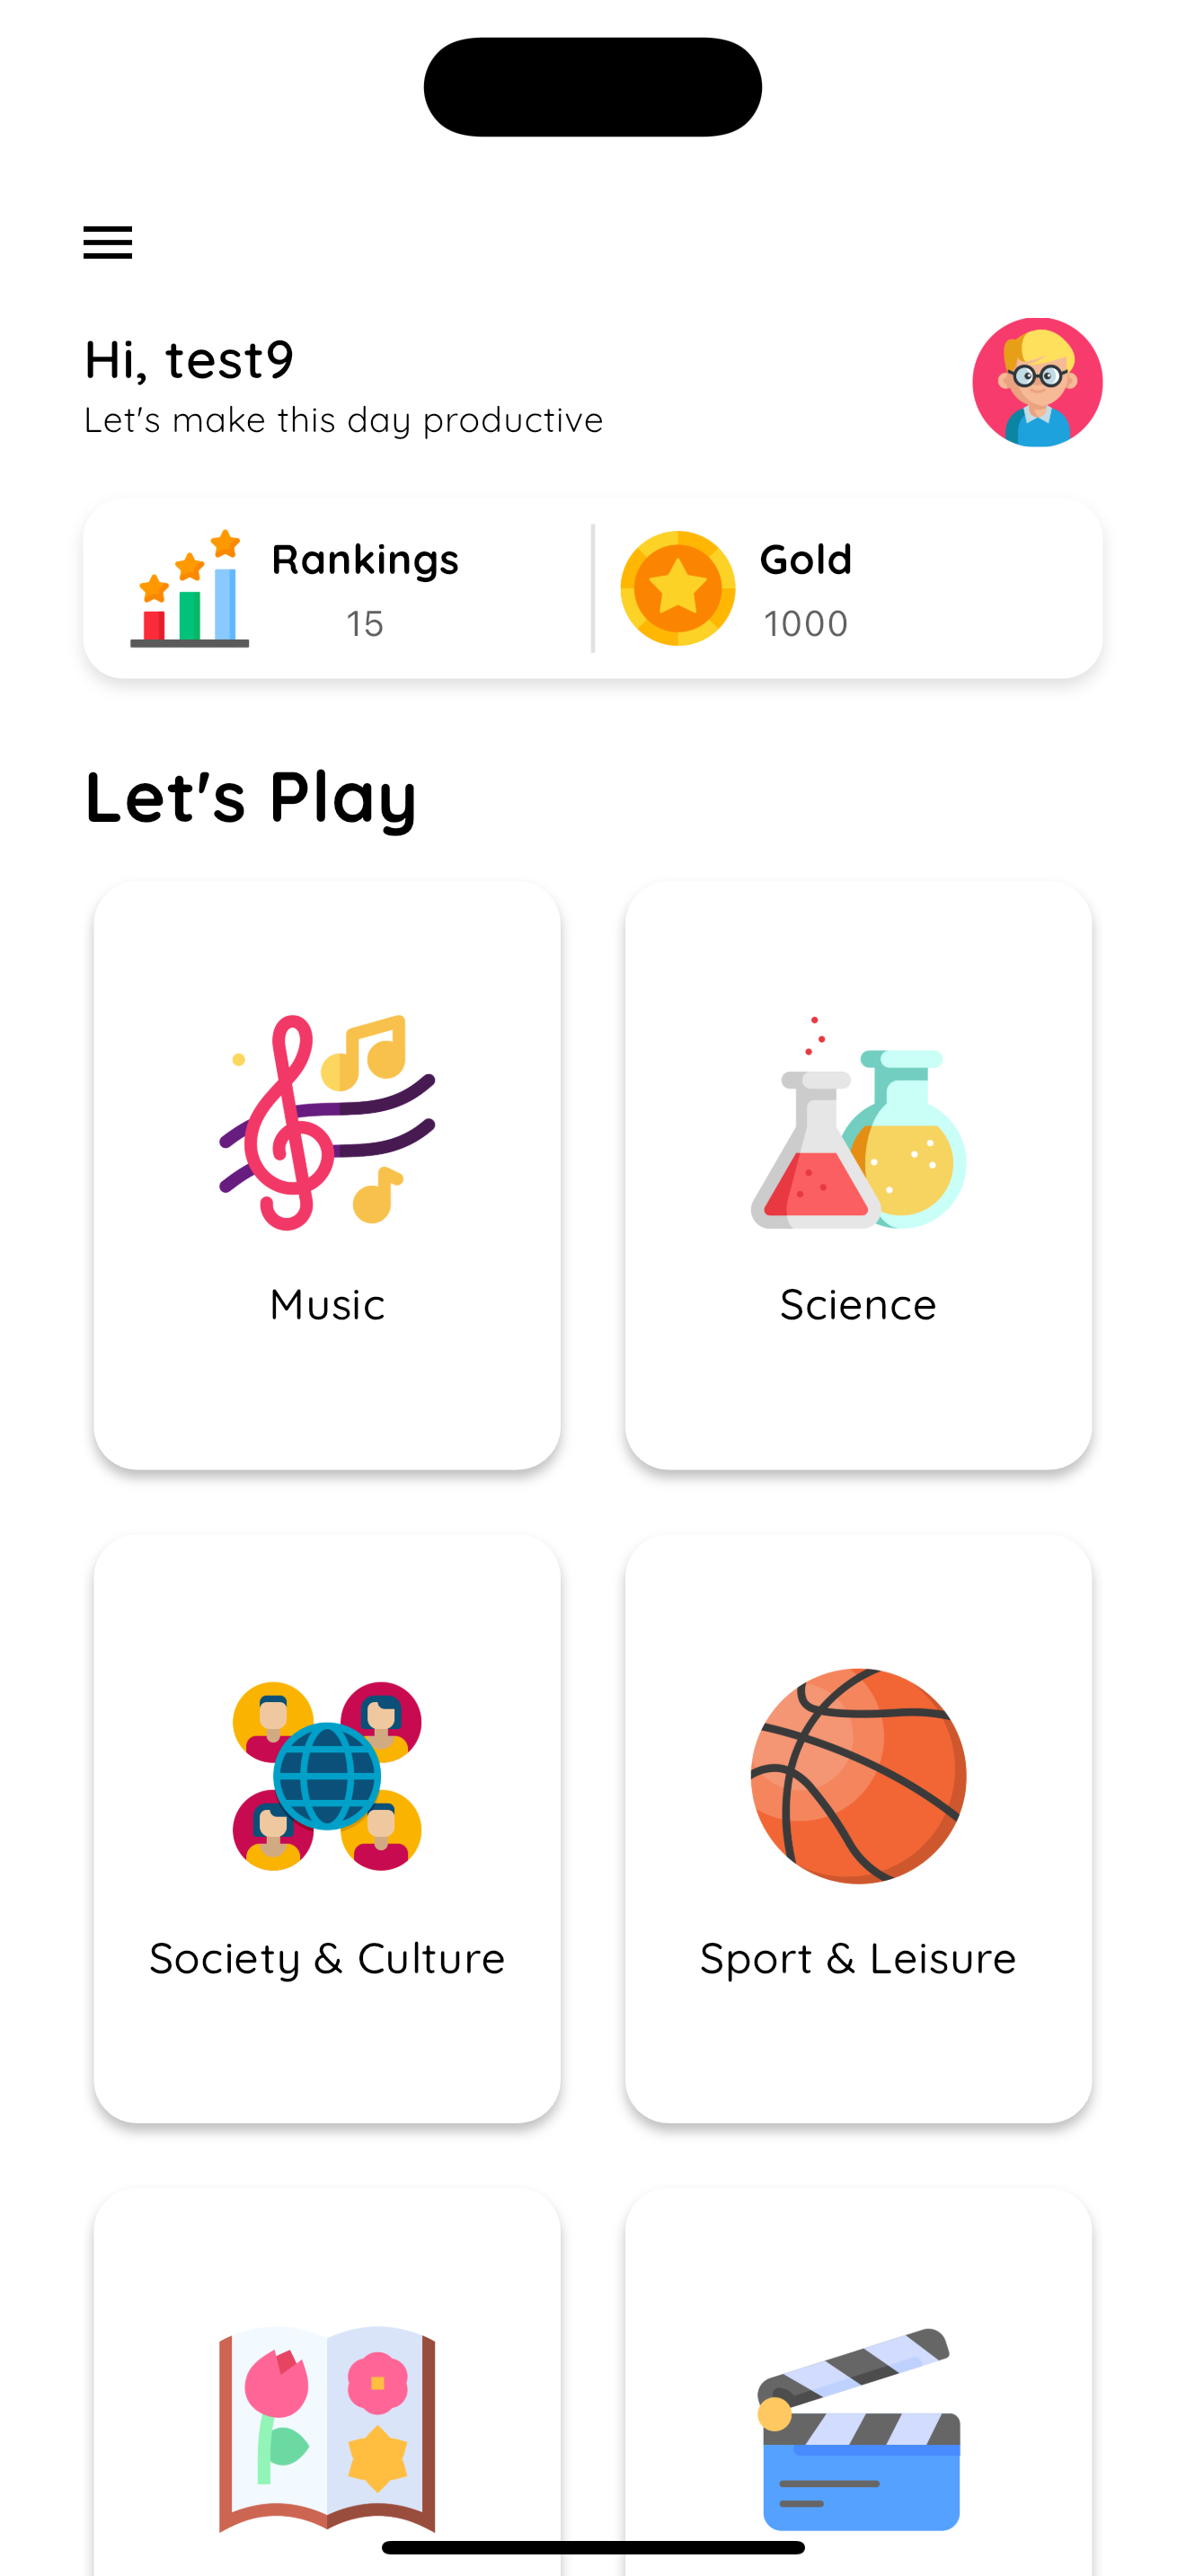 Hi, test9
Let's make this day productive
Rankings
15
Gold
1000
Let's Play
Music
Science
Society & Culture
Sport & Leisure